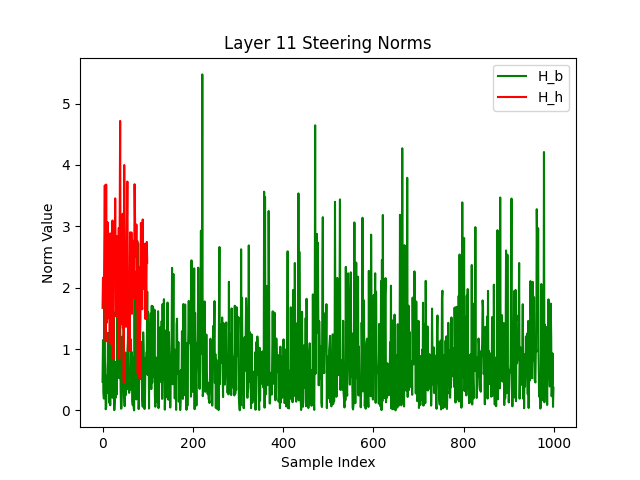 Layer 11 Steering Norms
H_b
H_h
Norm Value
5
4
3
2
1
0
0
200
400
600
800
1000
Sample Index